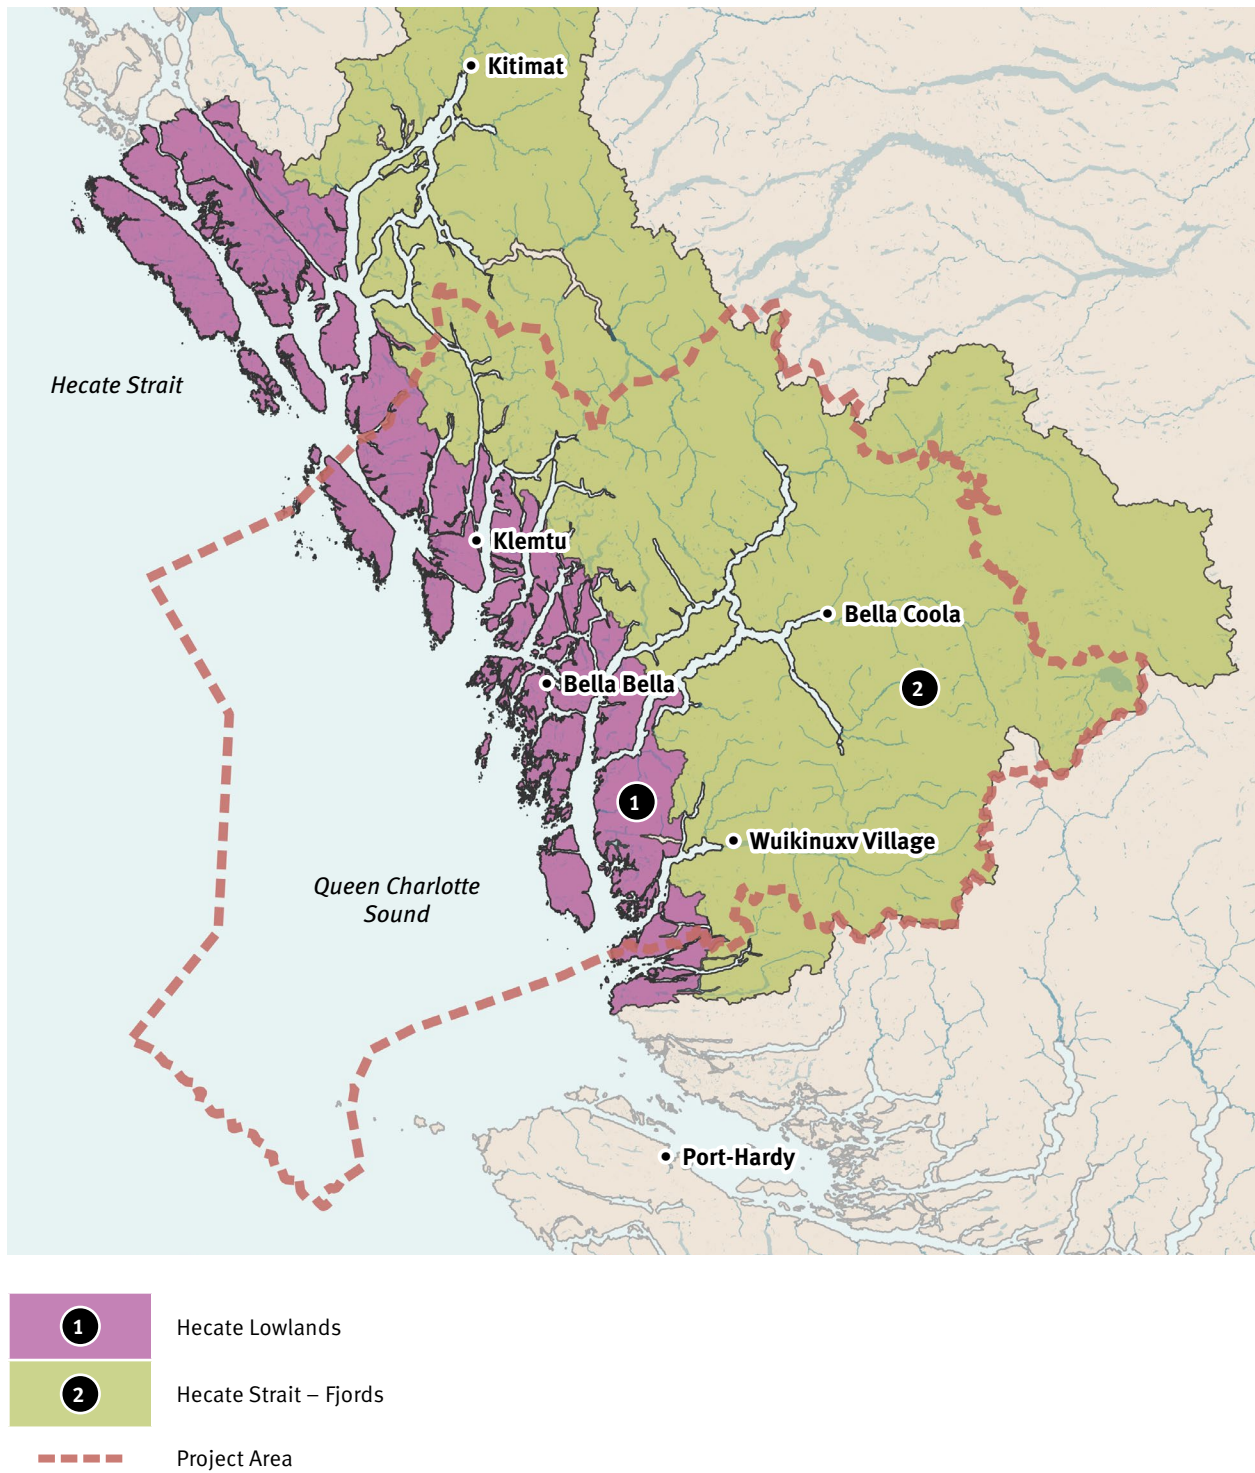 Kitimat
Hecate Strait
Klemtu
Bella Coola
Bella Bella
2
1
Wuikinuxv Village
Queen Charlotte
Sound
Port-Hardy
1 Hecate Lowlands
2 Hecate Strait – Fjords
Project Area